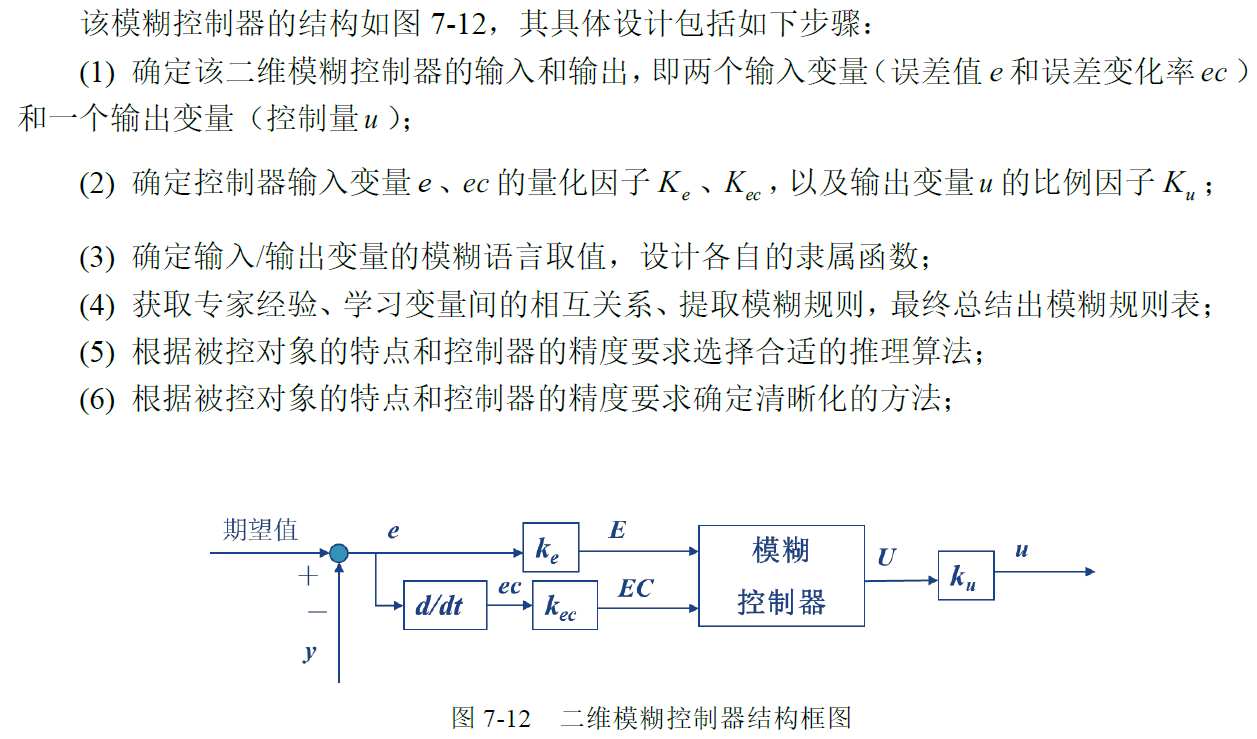 该模糊控制器的结构如图 7-12，其具体设计包括如下步骤：
(1) 确定该二维模糊控制器的输入和输出，即两个输入变量（误差值 e 和误差变化率 ec）
和一个输出变量（控制量 u）；
(2) 确定控制器输入变量 e、ec 的量化因子 Ke、Kec，以及输出变量 u 的比例因子 Ku；
(3) 确定输入/输出变量的模糊语言取值，设计各自的隶属函数；
(4) 获取专家经验、学习变量间的相互关系、提取模糊规则，最终总结出模糊规则表；
(5) 根据被控对象的特点和控制器的精度要求选择合适的推理算法；
(6) 根据被控对象的特点和控制器的精度要求确定清晰化的方法；
期望值
e
ke
E
模糊
控制器
U
ku
u
+
d/dt
ec
kec
EC
−
y
图 7-12 二维模糊控制器结构框图